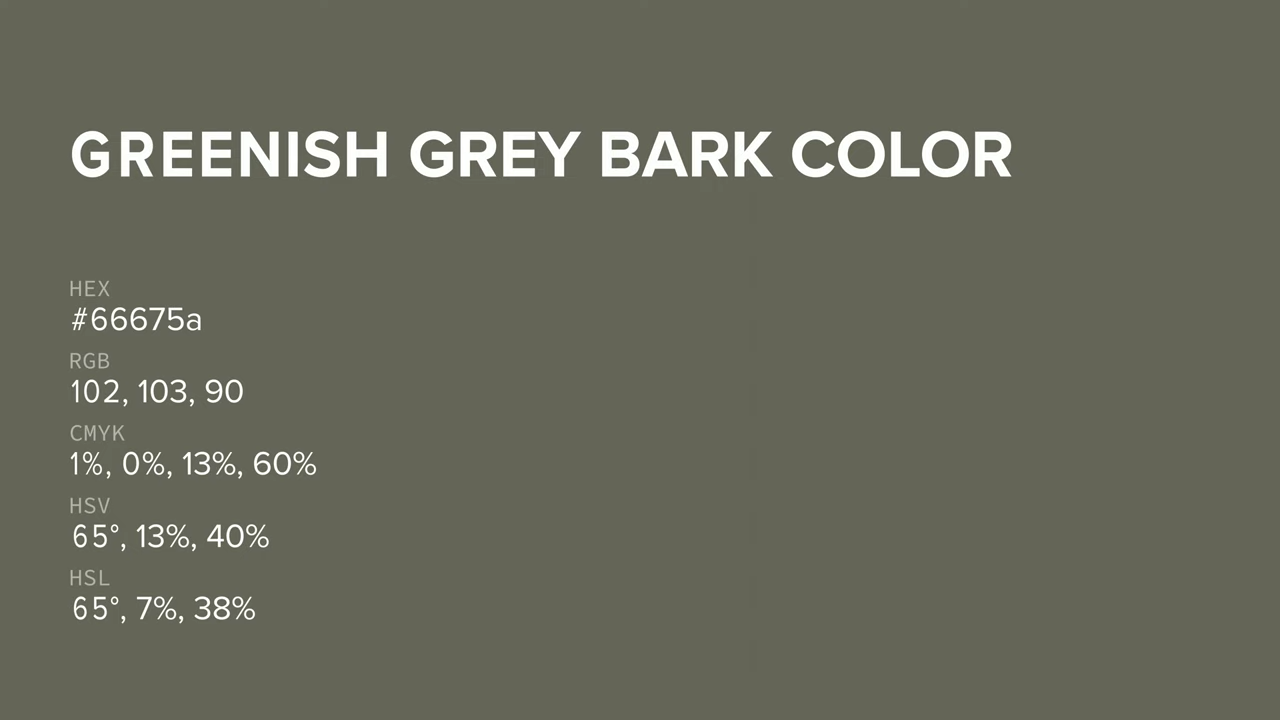 GREENISH GREY BARK COLOR
HEX
#66675a
RGB
102, 103, 90
CMYK
1%, 0%, 13%, 60%
HSV
65°, 13%, 40%
HSL
65°, 7%, 38%